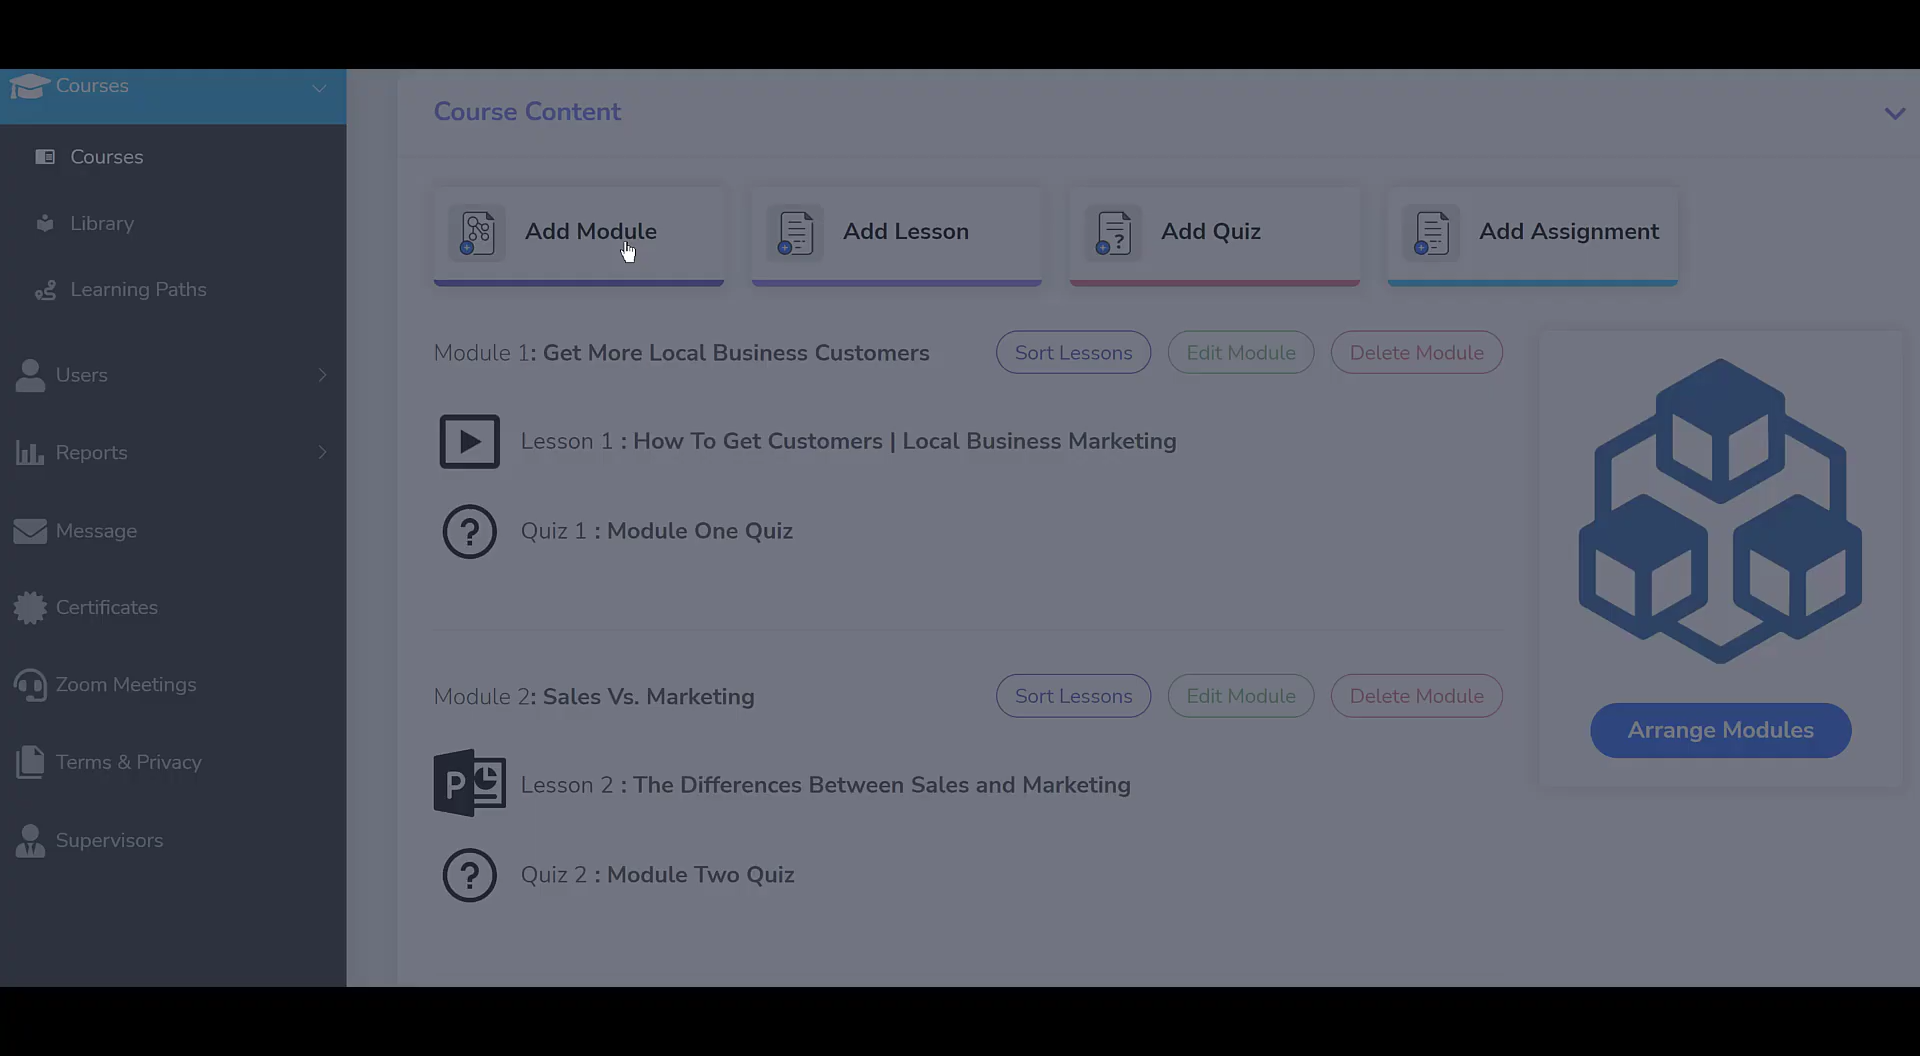 Courses
Courses
Library
Learning Paths
Users
Reports
Message
Certificates
Zoom Meetings
Terms & Privacy
Supervisors
Course Content
Add Module
Add Lesson
? Add Quiz
Add Assignment
Module 1: Get More Local Business Customers
Sort Lessons
Edit Module
Delete Module
Lesson 1 : How To Get Customers | Local Business Marketing
? Quiz 1 : Module One Quiz
Module 2: Sales Vs. Marketing
Sort Lessons
Edit Module
Delete Module
P Lesson 2 : The Differences Between Sales and Marketing
? Quiz 2 : Module Two Quiz
Arrange Modules